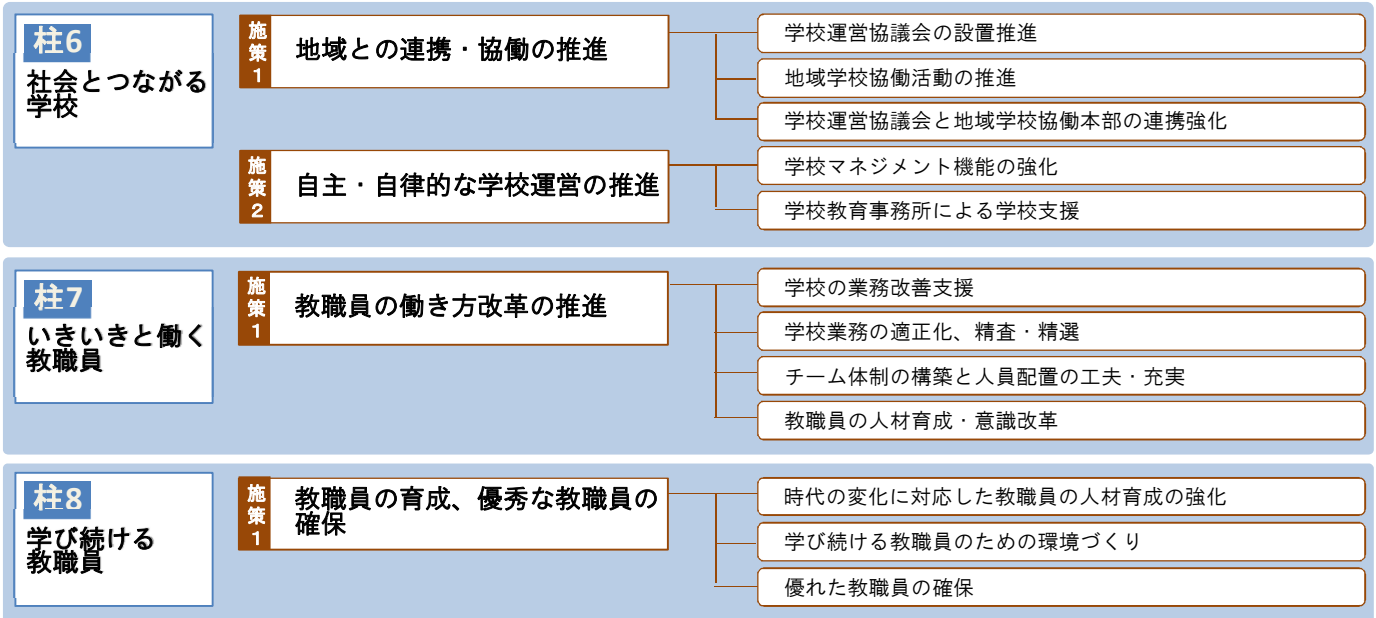 柱6
社会とつながる
学校
施策1
地域との連携・協働の推進
学校運営協議会の設置推進
地域学校協働活動の推進
学校運営協議会と地域学校協働本部の連携強化
施策2
自主・自律的な学校運営の推進
学校マネジメント機能の強化
学校教育事務所による学校支援
柱7
いきいきと働く
教職員
施策1
教職員の働き方改革の推進
学校の業務改善支援
学校業務の適正化、精査・精選
チーム体制の構築と人員配置の工夫・充実
教職員の人材育成・意識改革
柱8
学び続ける
教職員
施策1
教職員の育成、優秀な教職員の
確保
時代の変化に対応した教職員の人材育成の強化
学び続ける教職員のための環境づくり
優れた教職員の確保